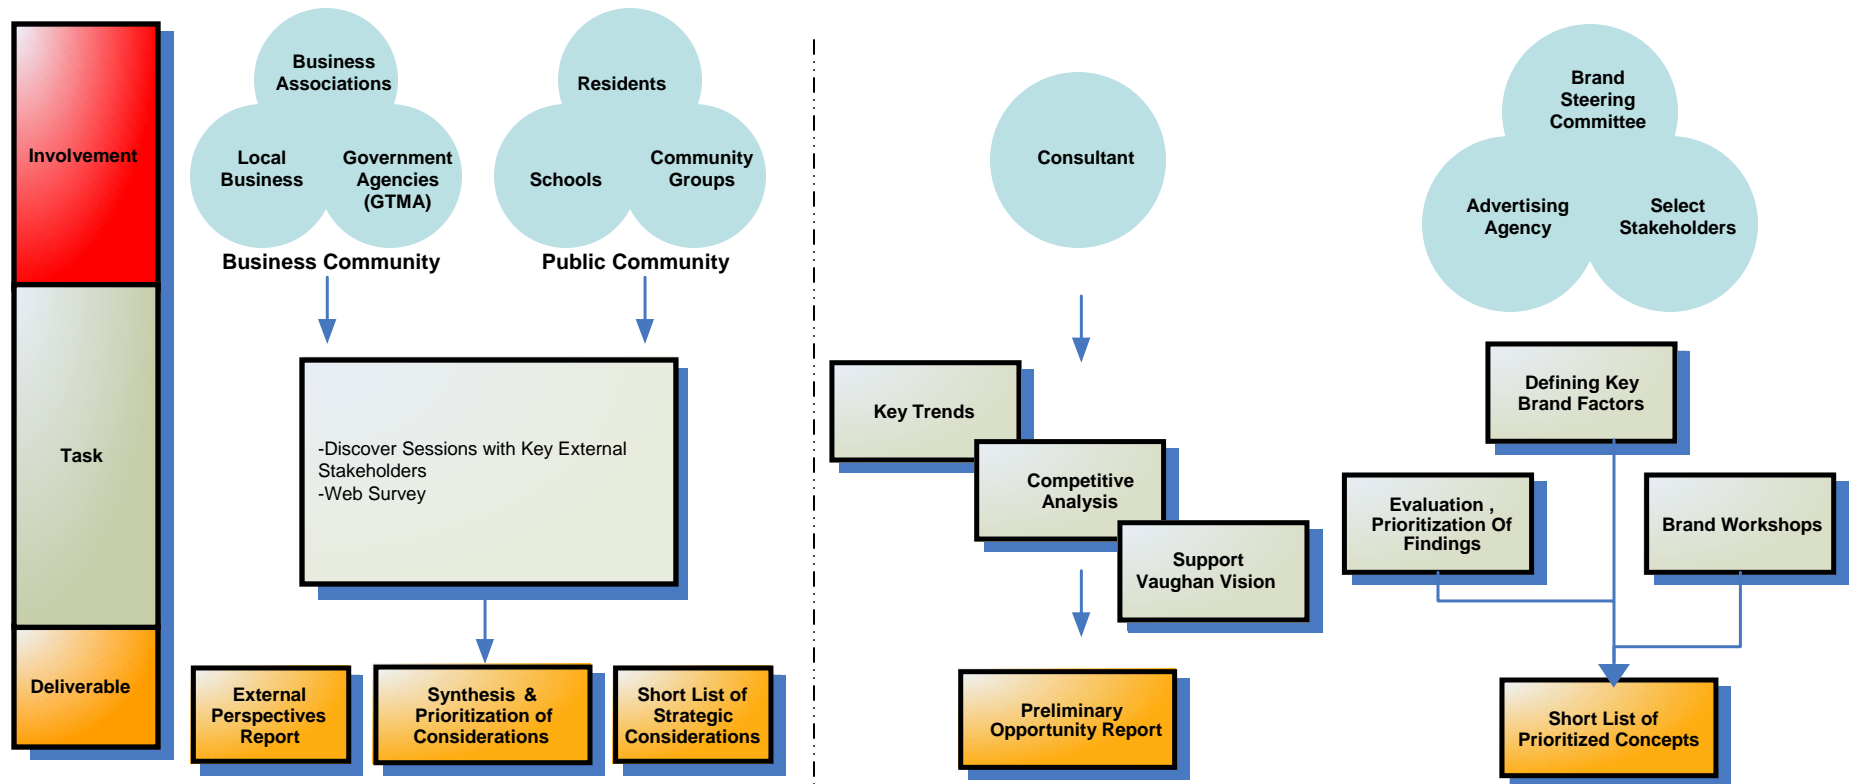 Involvement
Task
Deliverable
Business
Associations
Local
Business
Government
Agencies
(GTMA)
Business Community
Residents
Schools
Community
Groups
Public Community
-Discover Sessions with Key External
Stakeholders
-Web Survey
External
Perspectives
Report
Synthesis &
Prioritization of
Considerations
Short List of
Strategic
Considerations
Consultant
Key Trends
Competitive
Analysis
Support
Vaughan Vision
Preliminary
Opportunity Report
Brand
Steering
Committee
Advertising
Agency
Select
Stakeholders
Defining Key
Brand Factors
Evaluation ,
Prioritization Of
Findings
Brand Workshops
Short List of
Prioritized Concepts